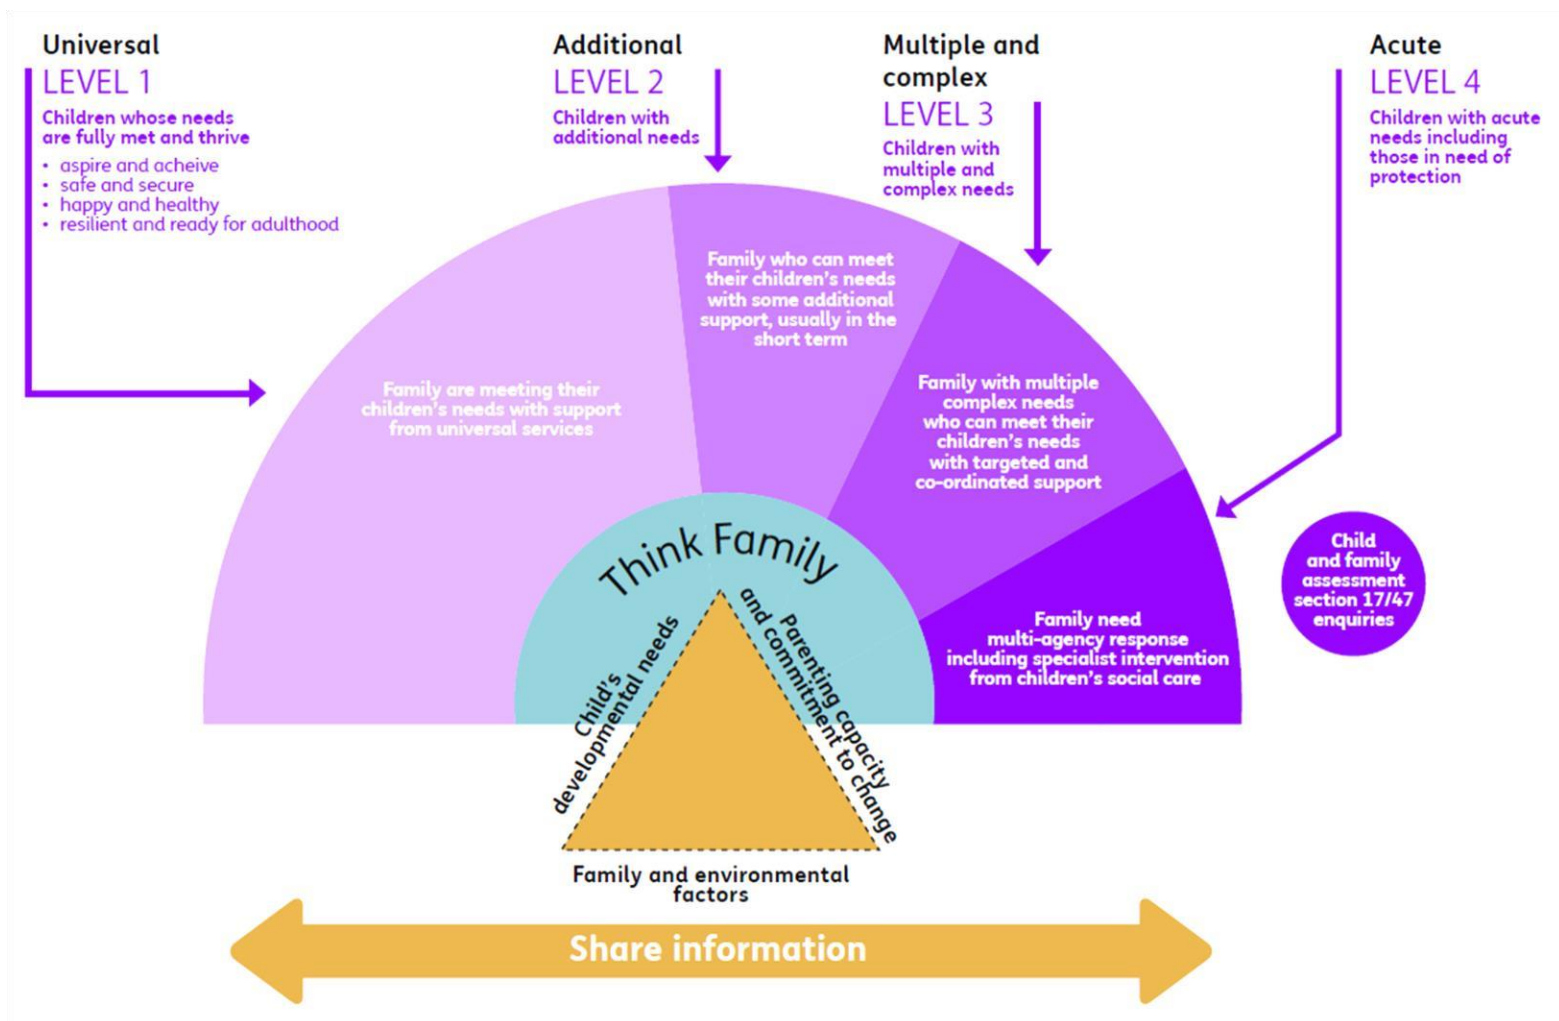 Universal
LEVEL 1
Children whose needs
are fully met and thrive
• aspire and acheive
• safe and secure
• happy and healthy
• resilient and ready for adulthood
Additional
LEVEL 2
Children with
additional needs
Multiple and
complex
LEVEL 3
Children with
multiple and
complex needs
Acute
LEVEL 4
Children with acute
needs including
those in need of
protection
Family are meeting their
children's needs with support
from universal services
Family who can meet
their children's needs
with some additional
support, usually in the
short term
Family with multiple
complex needs
who can meet their
children's needs
with targeted and
co-ordinated support
Family need
multi-agency response
including specialist intervention
from children's social care
Child
and family
assessment
section 17/47
enquiries
Think Family
Child's
developmental needs
Parenting capacity
and commitment to change
Family and environmental
factors
Share information